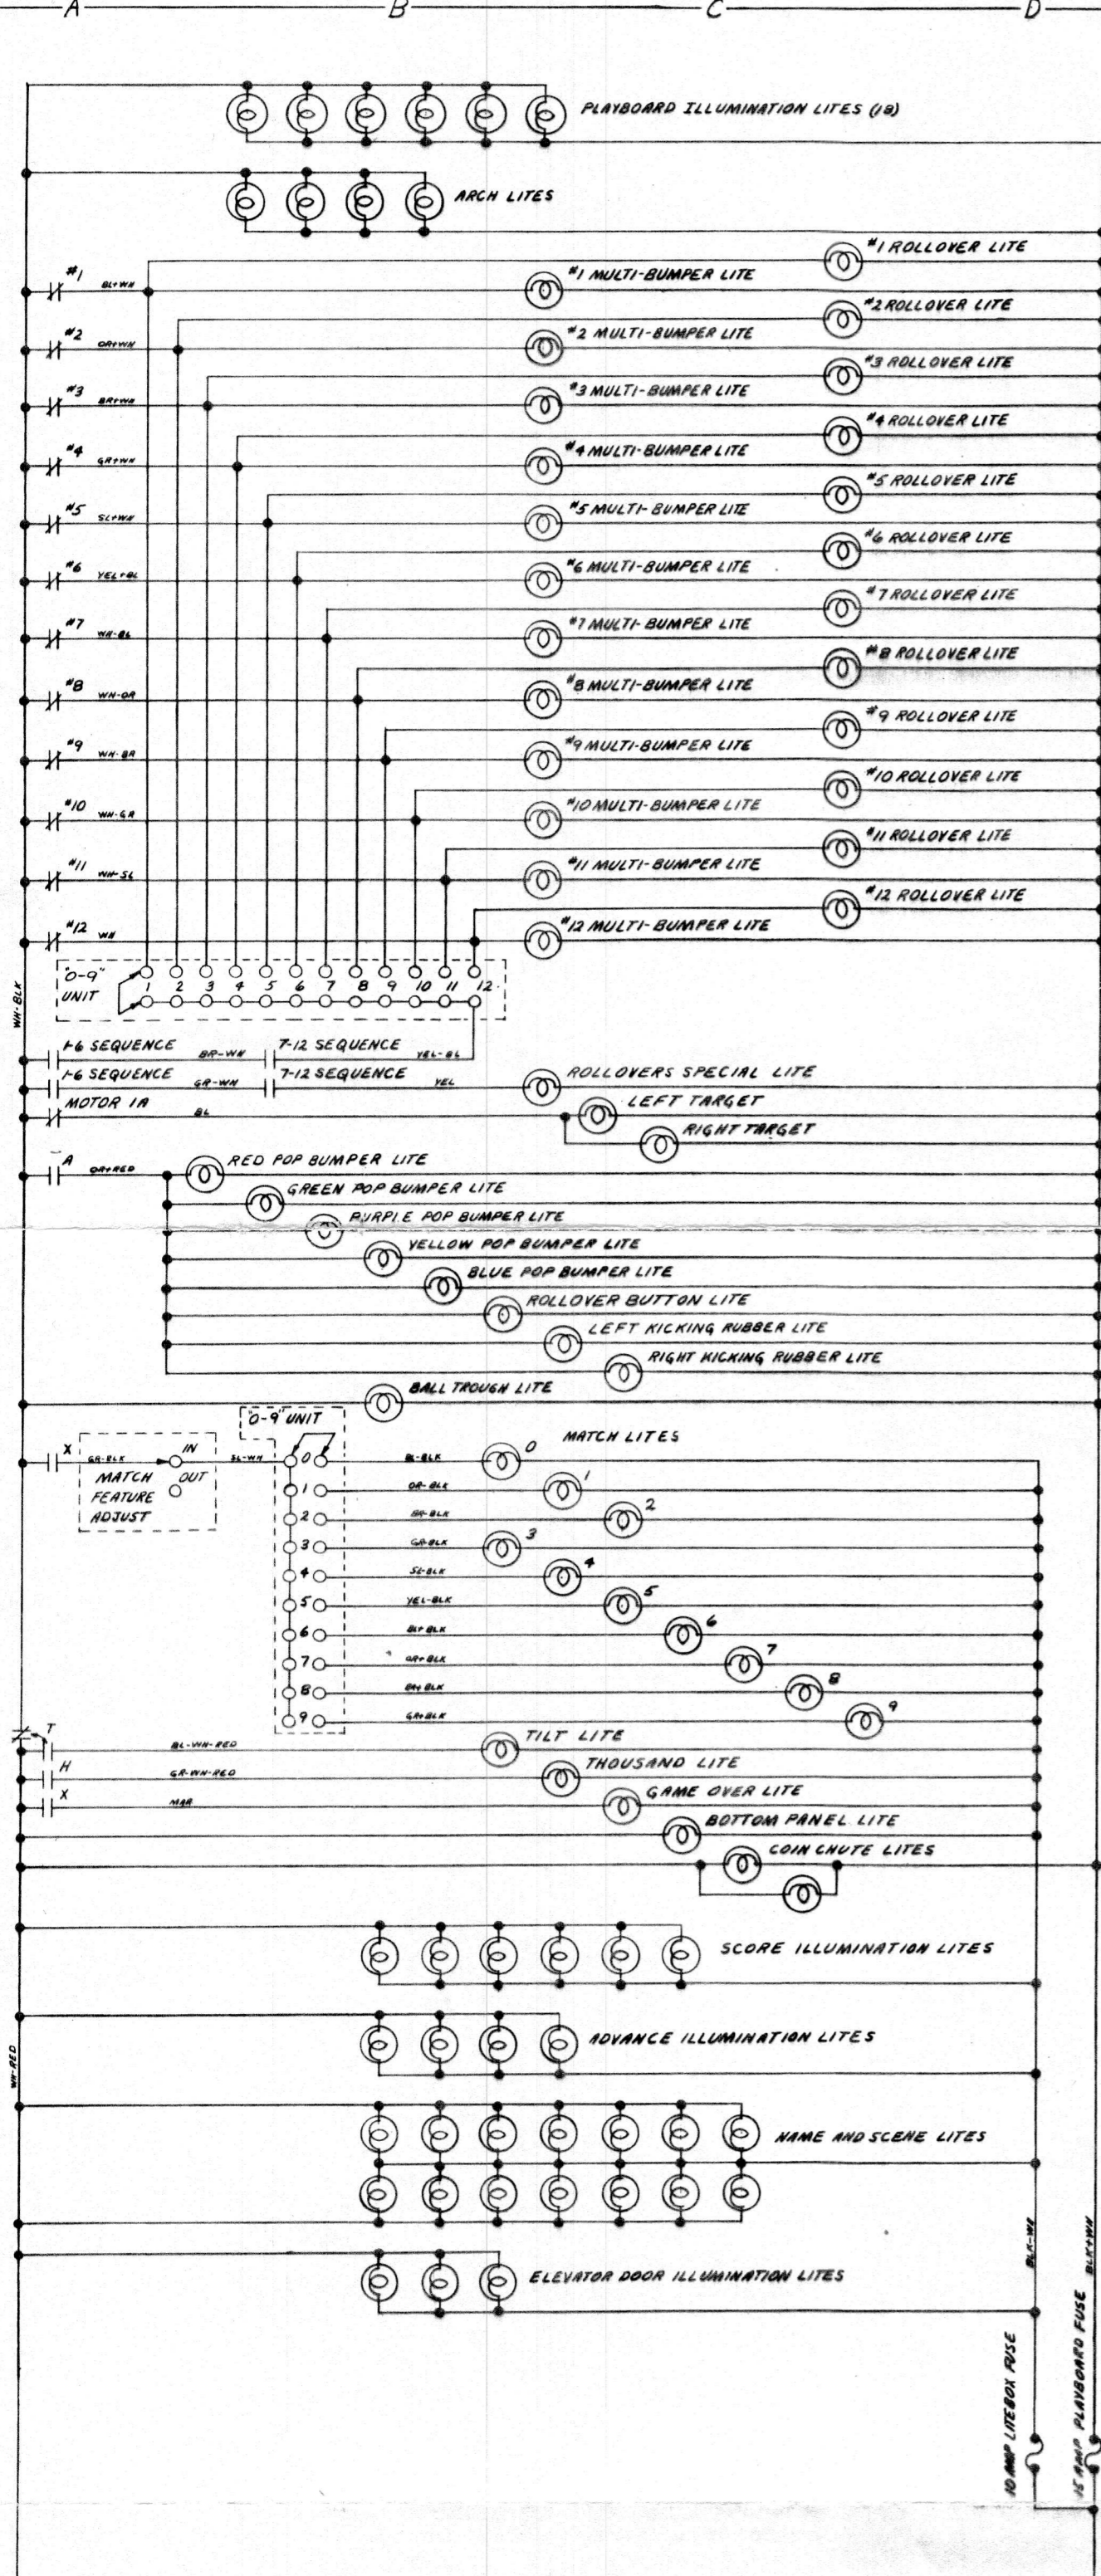 A B C D
PLAYBOARD ILLUMINATION LITES (18)
ARCH LITES
#1 ROLLOVER LITE
#1 BL+WH #1 MULTI-BUMPER LITE
#2 ROLLOVER LITE
#2 OR+WH #2 MULTI-BUMPER LITE
#3 ROLLOVER LITE
#3 BR+WH #3 MULTI-BUMPER LITE
#4 ROLLOVER LITE
#4 GR+WH #4 MULTI-BUMPER LITE
#5 ROLLOVER LITE
#5 SL+WH #5 MULTI-BUMPER LITE
#6 ROLLOVER LITE
#6 YEL+BL #6 MULTI-BUMPER LITE
#7 ROLLOVER LITE
#7 WH-BL #7 MULTI-BUMPER LITE
#8 ROLLOVER LITE
#8 WH-OR #8 MULTI-BUMPER LITE
#9 ROLLOVER LITE
#9 WH-BR #9 MULTI-BUMPER LITE
#10 ROLLOVER LITE
#10 WH-GR #10 MULTI-BUMPER LITE
#11 ROLLOVER LITE
#11 WH-SL #11 MULTI-BUMPER LITE
#12 ROLLOVER LITE
#12 WH #12 MULTI-BUMPER LITE
"0-9"
UNIT 1 2 3 4 5 6 7 8 9 10 11 12
WH-BLK
1-6 SEQUENCE BR-WH 7-12 SEQUENCE YEL-BL
1-6 SEQUENCE GR-WH 7-12 SEQUENCE YEL ROLLOVERS SPECIAL LITE
MOTOR 1A BL LEFT TARGET
RIGHT TARGET
A OR+RED RED POP BUMPER LITE
GREEN POP BUMPER LITE
PURPLE POP BUMPER LITE
YELLOW POP BUMPER LITE
BLUE POP BUMPER LITE
ROLLOVER BUTTON LITE
LEFT KICKING RUBBER LITE
RIGHT KICKING RUBBER LITE
BALL TROUGH LITE
"0-9" UNIT
MATCH LITES
X GR-BLK IN SL-WH 0 BL-BLK 0
MATCH OUT
FEATURE
ADJUST
1 OR-BLK 1
2 BR-BLK 2
3 GR-BLK 3
4 SL-BLK 4
5 YEL-BLK 5
6 BL+BLK 6
7 OR+BLK 7
8 BR+BLK 8
9 GR+BLK 9
T BL-WH-RED TILT LITE
H GR-WH-RED THOUSAND LITE
X MAR GAME OVER LITE
BOTTOM PANEL LITE
COIN CHUTE LITES
SCORE ILLUMINATION LITES
ADVANCE ILLUMINATION LITES
WH-RED
NAME AND SCENE LITES
BLK-WH
BLK+WH
ELEVATOR DOOR ILLUMINATION LITES
10 AMP LITEBOX FUSE
15 AMP PLAYBOARD FUSE